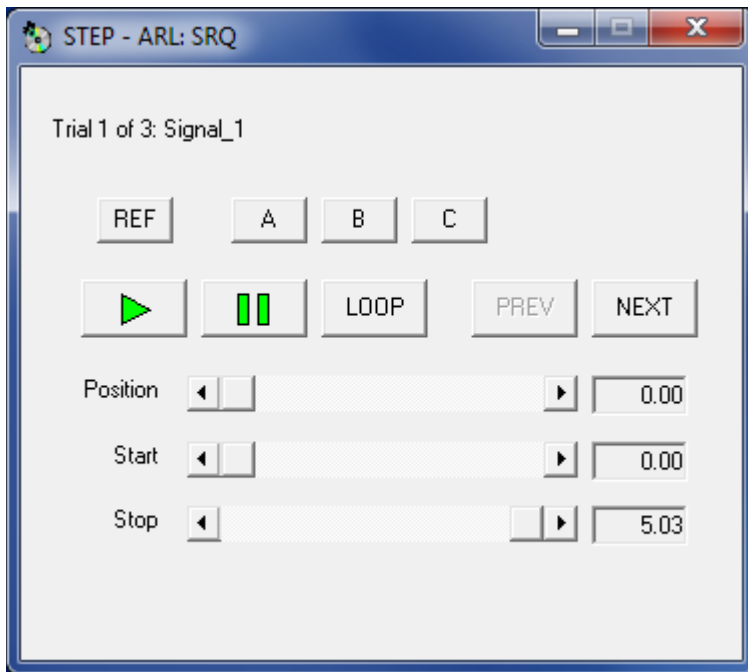 STEP - ARL: SRQ
Trial 1 of 3: Signal_1
REF A B C
LOOP PREV NEXT
Position 0.00
Start 0.00
Stop 5.03